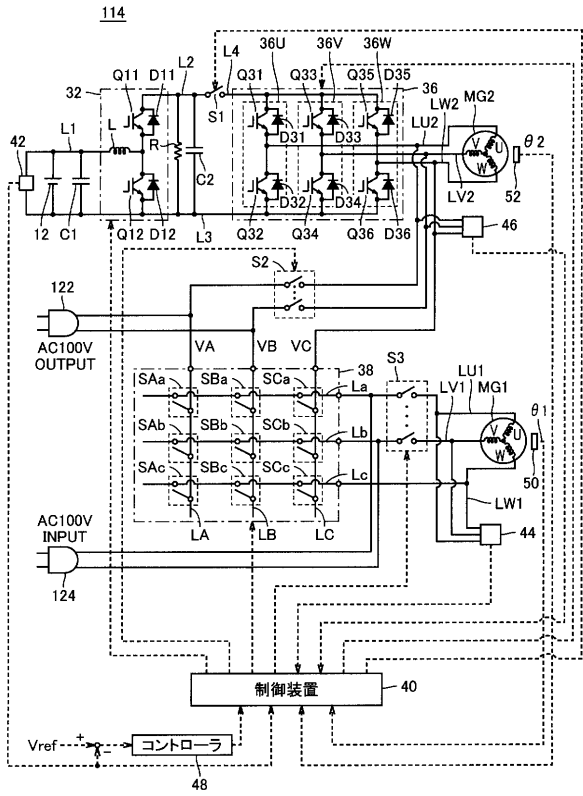 114
36U 36V 36W
Q11 D11 L2 L4 Q31 Q33 Q35 D35 36
32 S1 LW2 MG2
L1 L R D31 D33 LU2 V U W θ2
42 C2 52
LV2
12 C1 Q12 D12 L3 Q32 D32 Q34 D34 Q36 D36 46
S2
122
AC100V
OUTPUT
VA VB VC
38 S3
SAa SBa SCa La LU1
LV1 MG1
SAb SBb SCb Lb V U W θ1
SAc SBc SCc Lc 50
LW1
AC100V
INPUT
LA LB LC 44
124
制御装置 40
Vref + − コントローラ
48